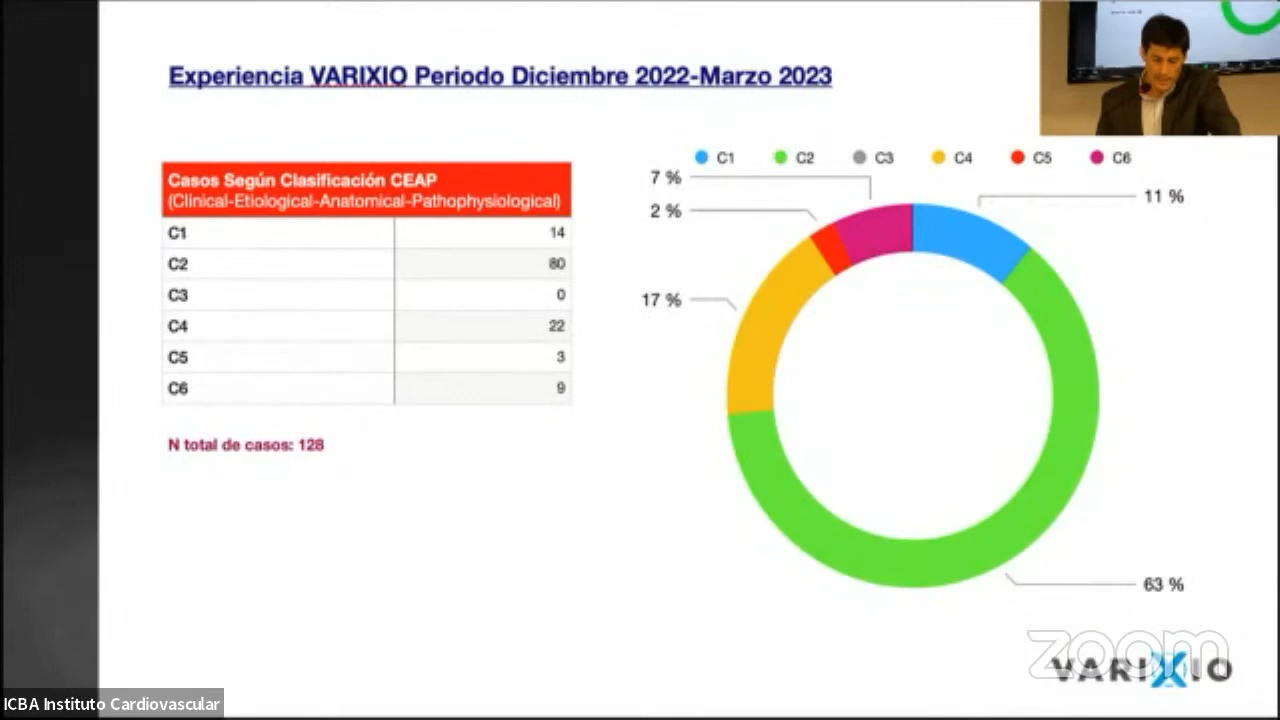 Experiencia VARIXIO Periodo Diciembre 2022-Marzo 2023
Casos Según Clasificación CEAP
(Clinical-Etiological-Anatomical-Pathophysiological)
C1 14
C2 80
C3 0
C4 22
C5 3
C6 9
N total de casos: 128
C1 C2 C3 C4 C5 C6
7 %
11 %
2 %
17 %
63 %
zoom
VARIXIO
ICBA Instituto Cardiovascular